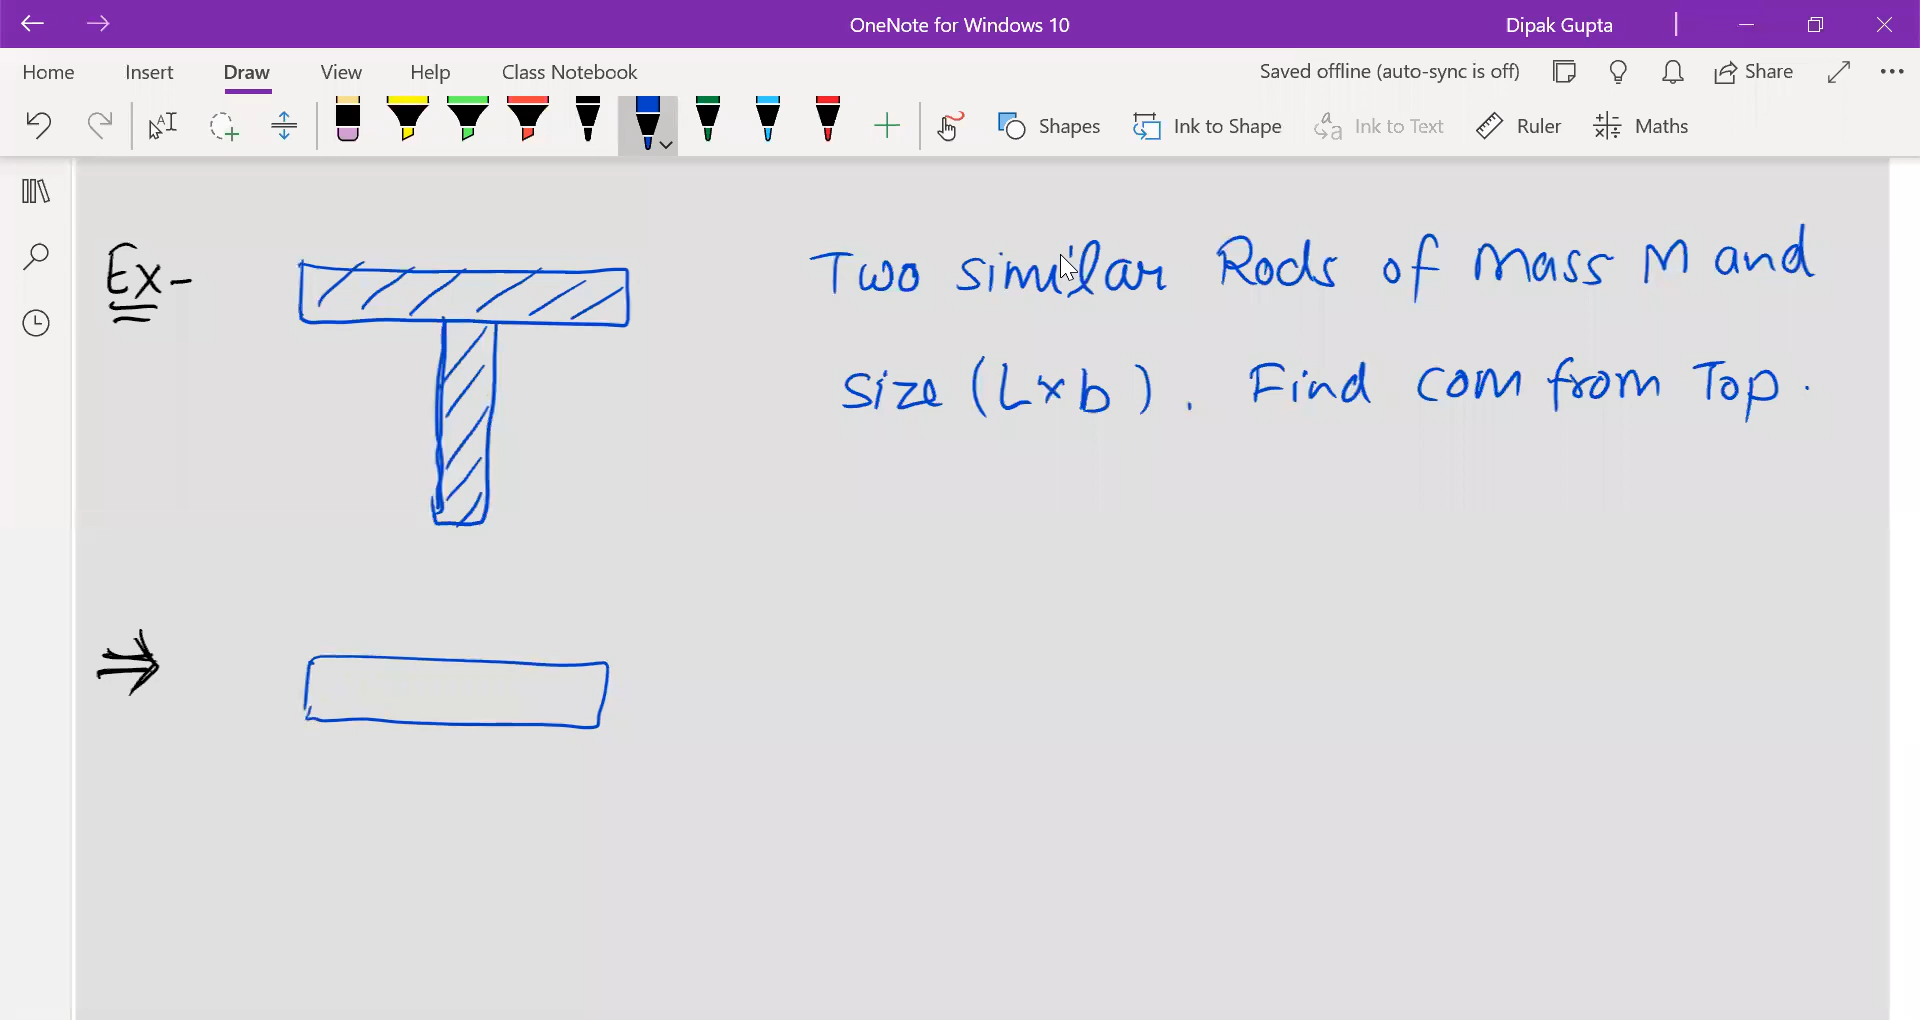 OneNote for Windows 10
Dipak Gupta
Home Insert Draw View Help Class Notebook
Saved offline (auto-sync is off) Share
Shapes Ink to Shape Ink to Text Ruler Maths
Ex-
Two similar Rods of mass M and
size (L×b). Find com from Top.